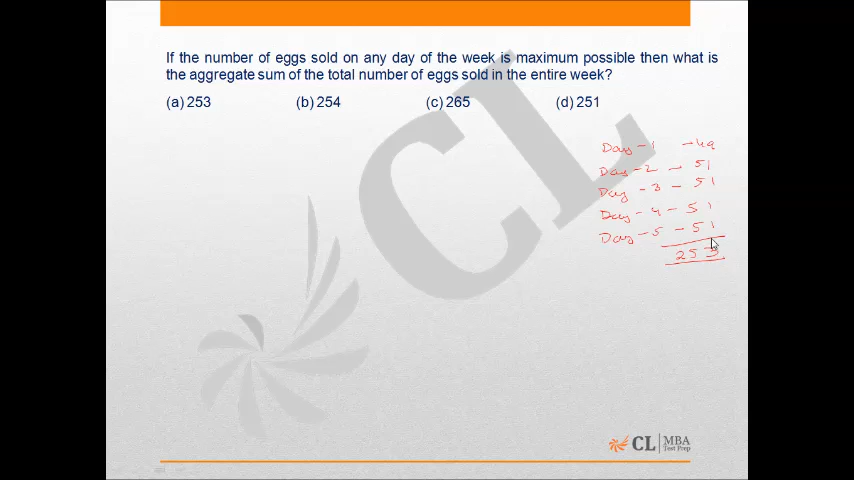 If the number of eggs sold on any day of the week is maximum possible then what is
the aggregate sum of the total number of eggs sold in the entire week?
(a) 253 (b) 254 (c) 265 (d) 251
Day - 1 - 49
Day - 2 - 51
Day - 3 - 51
Day - 4 - 51
Day - 5 - 51
253
CL
CL MBA
Test Prep